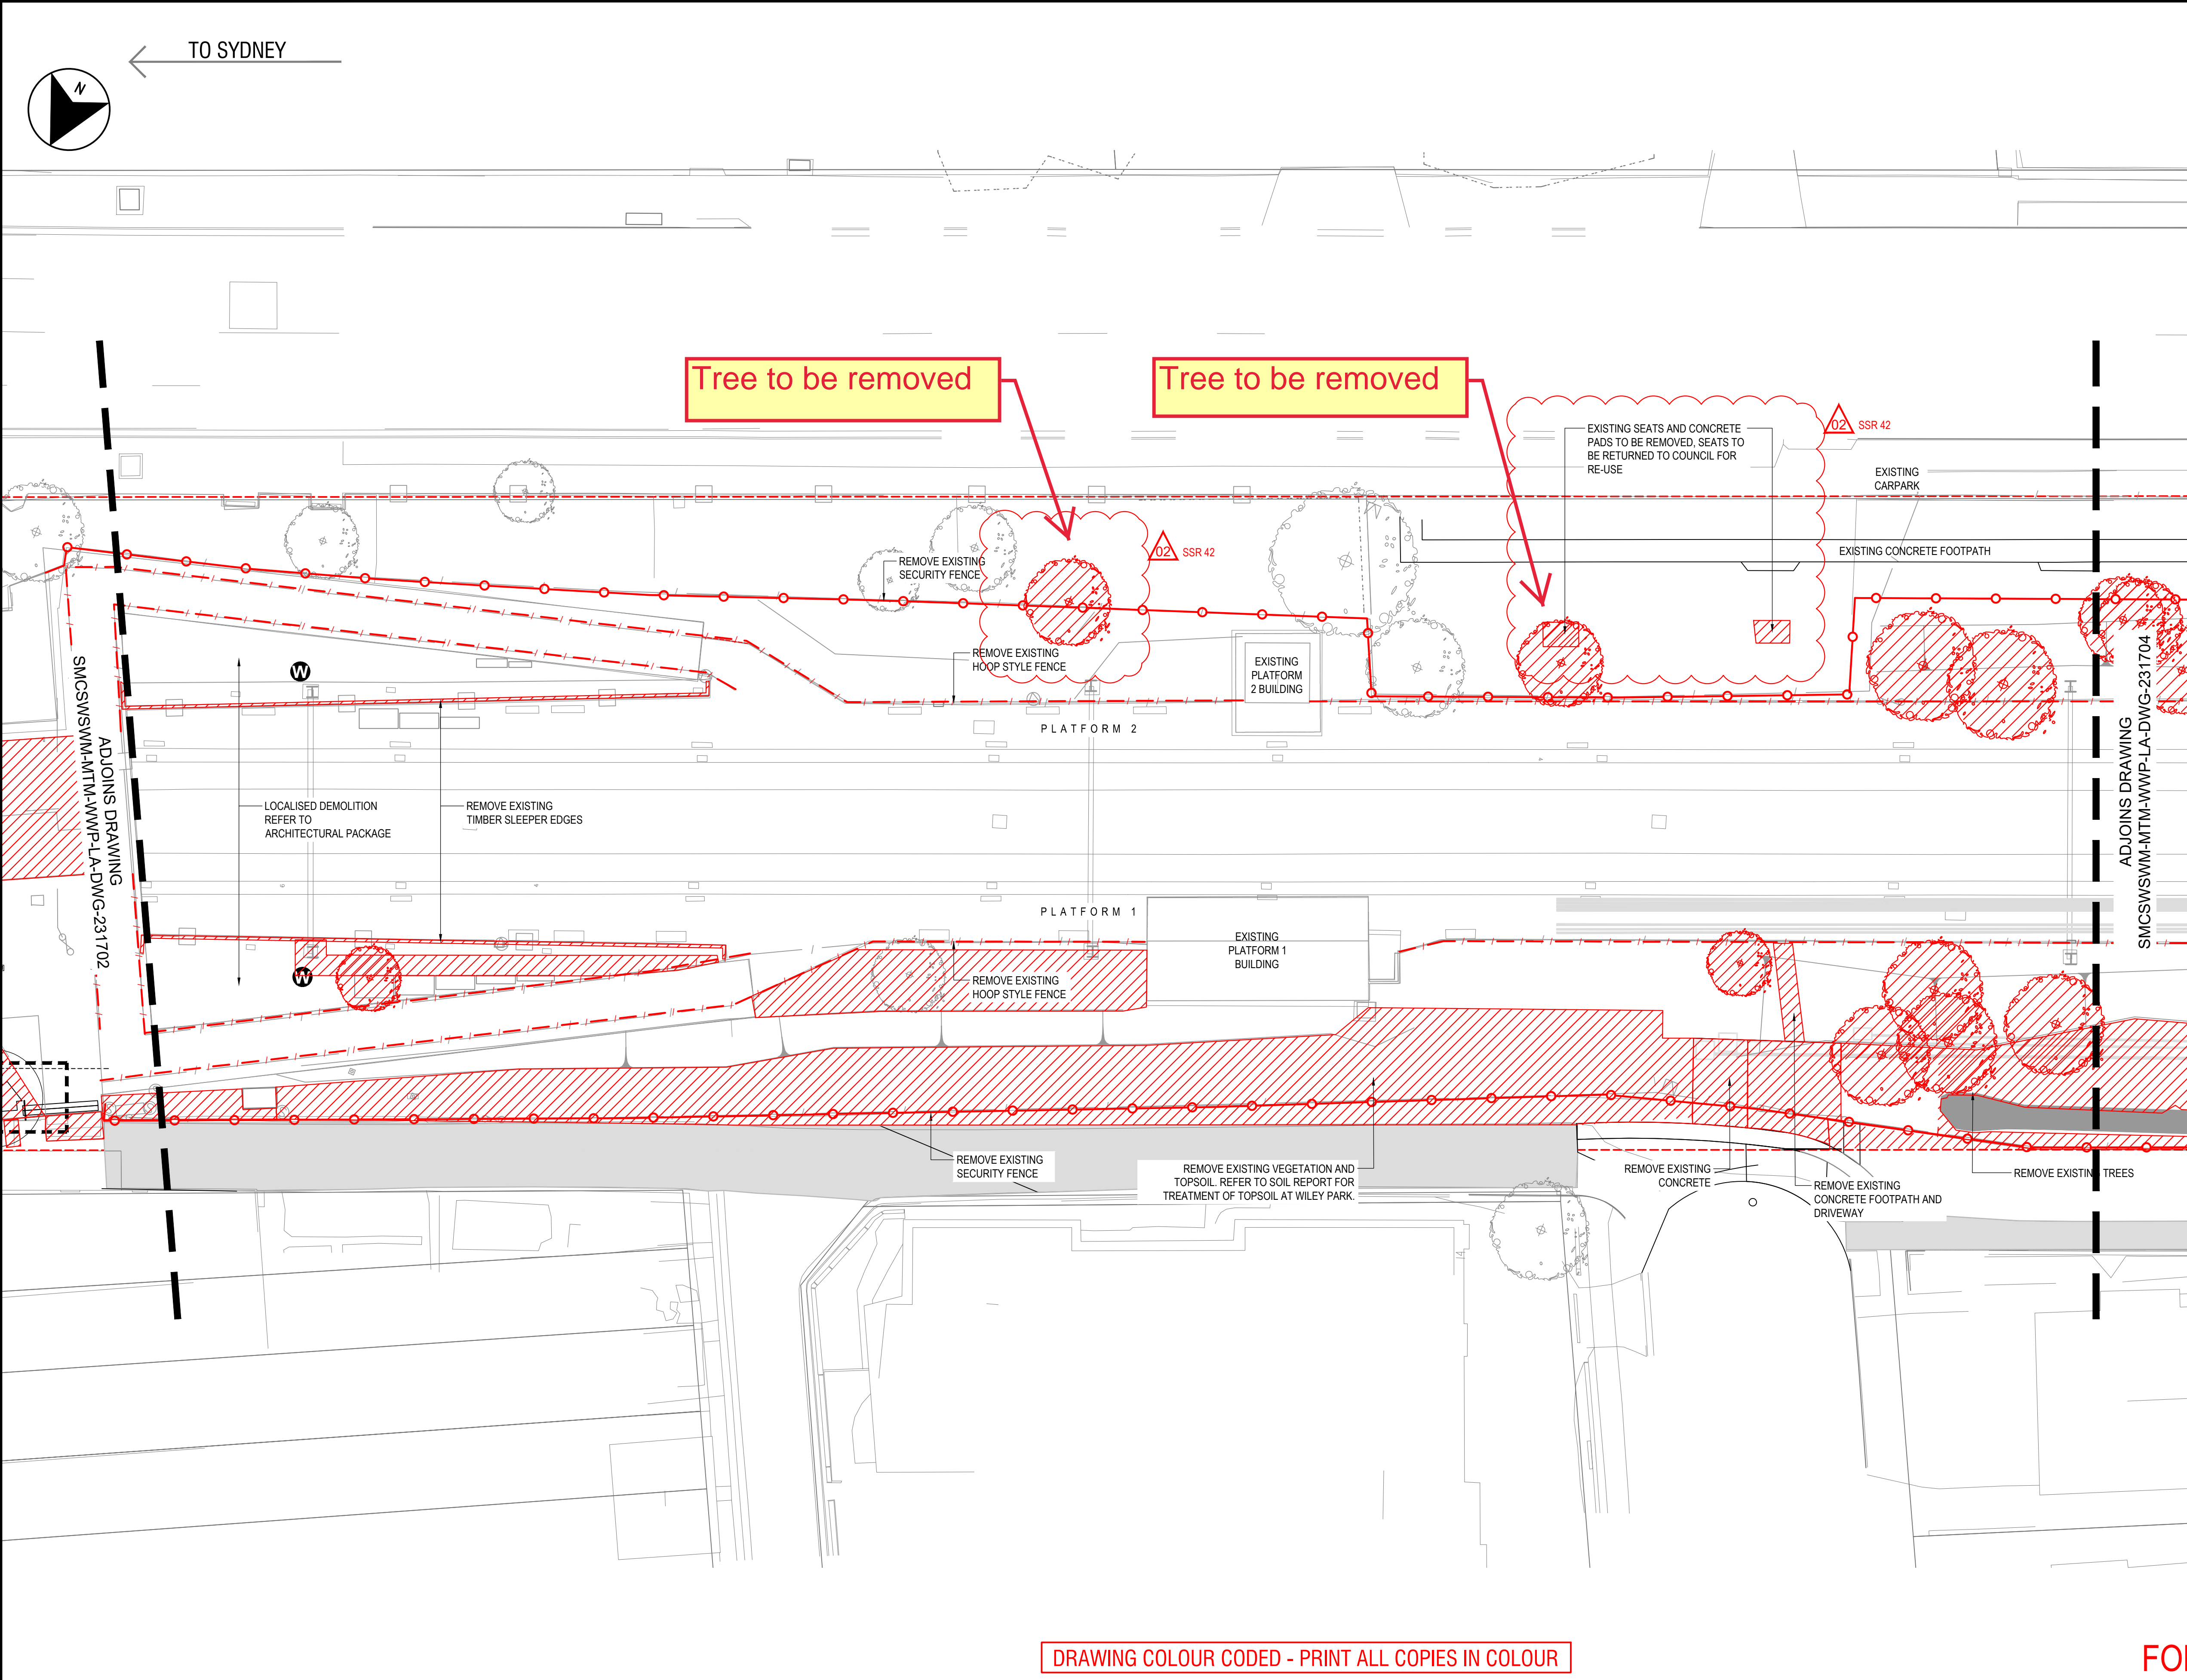 TO SYDNEY
N
Tree to be removed
Tree to be removed
EXISTING SEATS AND CONCRETE
PADS TO BE REMOVED, SEATS TO
BE RETURNED TO COUNCIL FOR
RE-USE
02 SSR 42
EXISTING
CARPARK
EXISTING CONCRETE FOOTPATH
REMOVE EXISTING
SECURITY FENCE
02 SSR 42
REMOVE EXISTING
HOOP STYLE FENCE
EXISTING
PLATFORM
2 BUILDING
W
PLATFORM 2
ADJOINS DRAWING
SMCSWSWM-MTM-WWP-LA-DWG-231702
LOCALISED DEMOLITION
REFER TO
ARCHITECTURAL PACKAGE
REMOVE EXISTING
TIMBER SLEEPER EDGES
ADJOINS DRAWING
SMCSWSWM-MTM-WWP-LA-DWG-231704
PLATFORM 1
EXISTING
PLATFORM 1
BUILDING
W
REMOVE EXISTING
HOOP STYLE FENCE
REMOVE EXISTING
SECURITY FENCE
REMOVE EXISTING VEGETATION AND
TOPSOIL. REFER TO SOIL REPORT FOR
TREATMENT OF TOPSOIL AT WILEY PARK.
REMOVE EXISTING
CONCRETE
REMOVE EXISTING
CONCRETE FOOTPATH AND
DRIVEWAY
REMOVE EXISTING TREES
DRAWING COLOUR CODED - PRINT ALL COPIES IN COLOUR